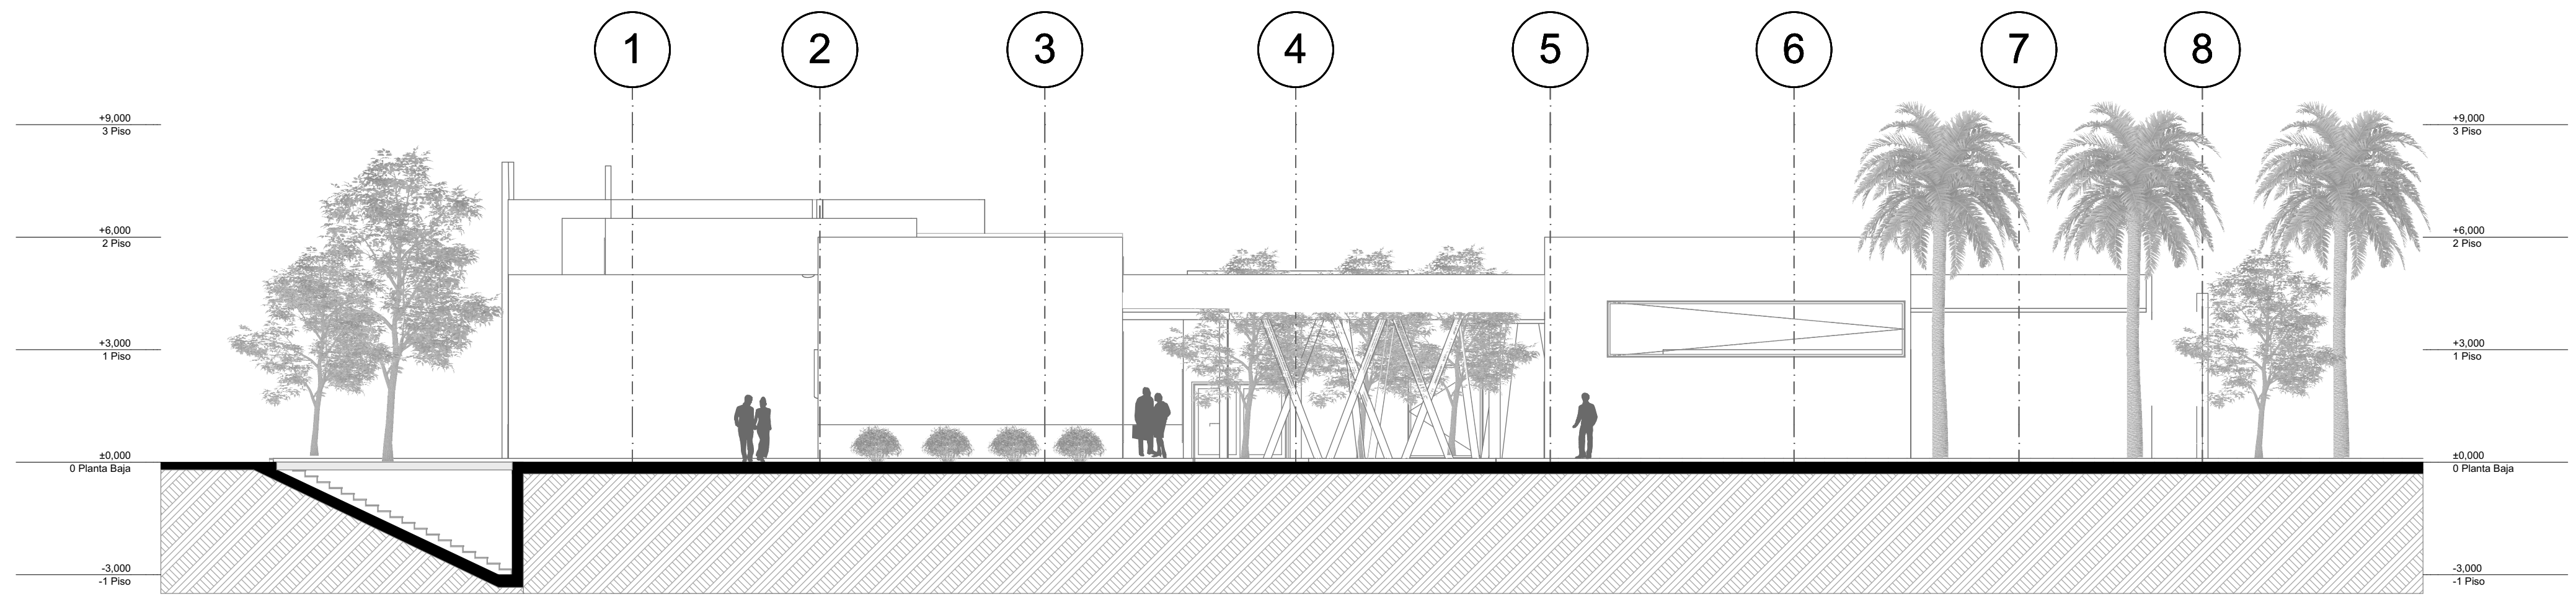 1 2 3 4 5 6 7 8
+9,000
3 Piso
+6,000
2 Piso
+3,000
1 Piso
±0,000
0 Planta Baja
-3,000
-1 Piso
+9,000
3 Piso
+6,000
2 Piso
+3,000
1 Piso
±0,000
0 Planta Baja
-3,000
-1 Piso